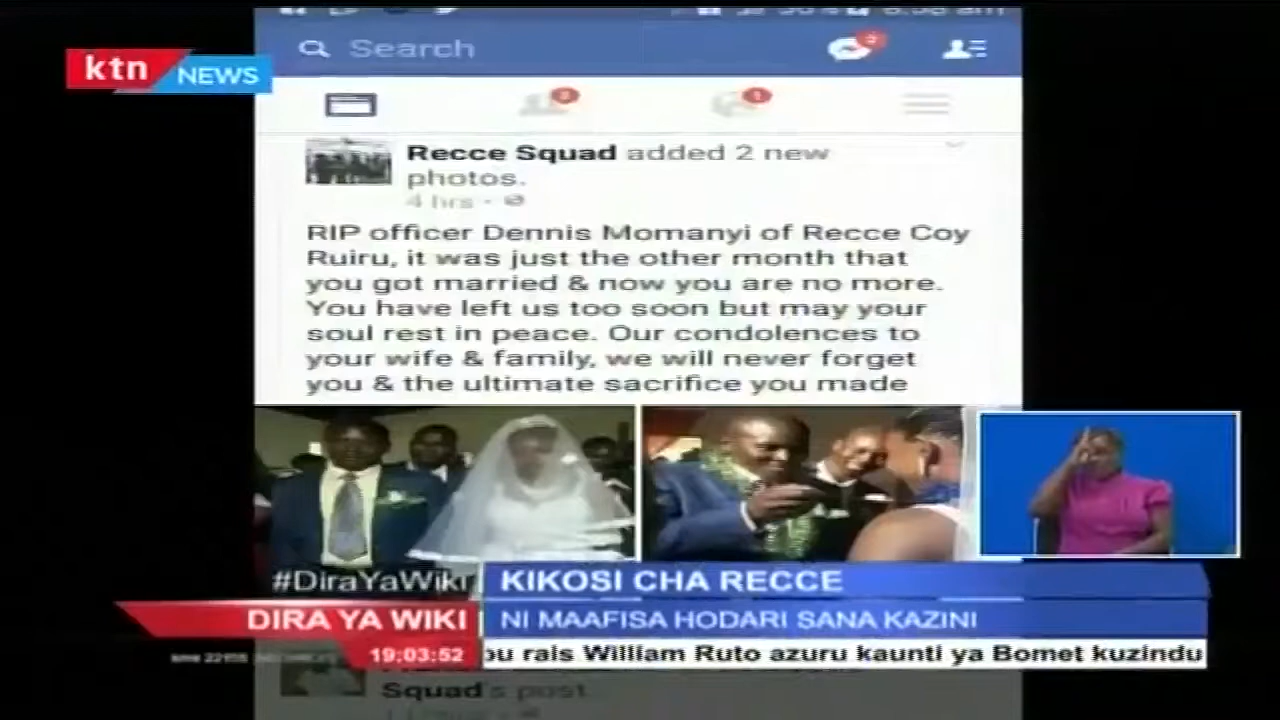 ktn NEWS
Search
Recce Squad added 2 new
photos.
4 hrs
RIP officer Dennis Momanyi of Recce Coy
Ruiru, it was just the other month that
you got married & now you are no more.
You have left us too soon but may your
soul rest in peace. Our condolences to
your wife & family, we will never forget
you & the ultimate sacrifice you made
#DiraYaWiki
KIKOSI CHA RECCE
DIRA YA WIKI
NI MAAFISA HODARI SANA KAZINI
19:03:52
rais William Ruto azuru kaunti ya Bomet kuzindu
Squad's post.